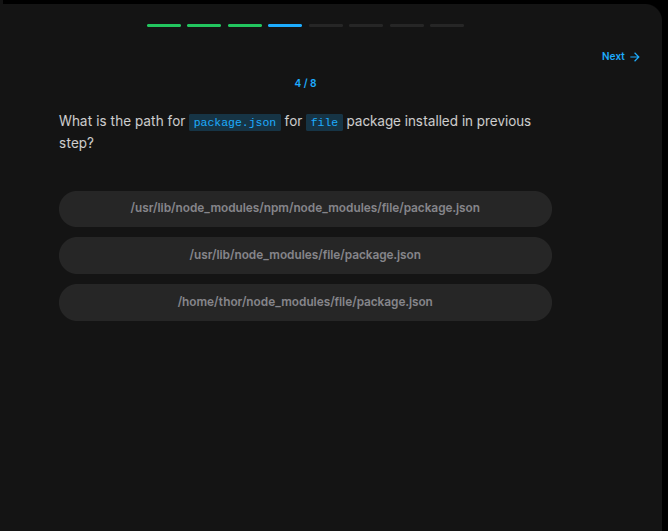 Next →
4 / 8
What is the path for package.json for file package installed in previous
step?
/usr/lib/node_modules/npm/node_modules/file/package.json
/usr/lib/node_modules/file/package.json
/home/thor/node_modules/file/package.json